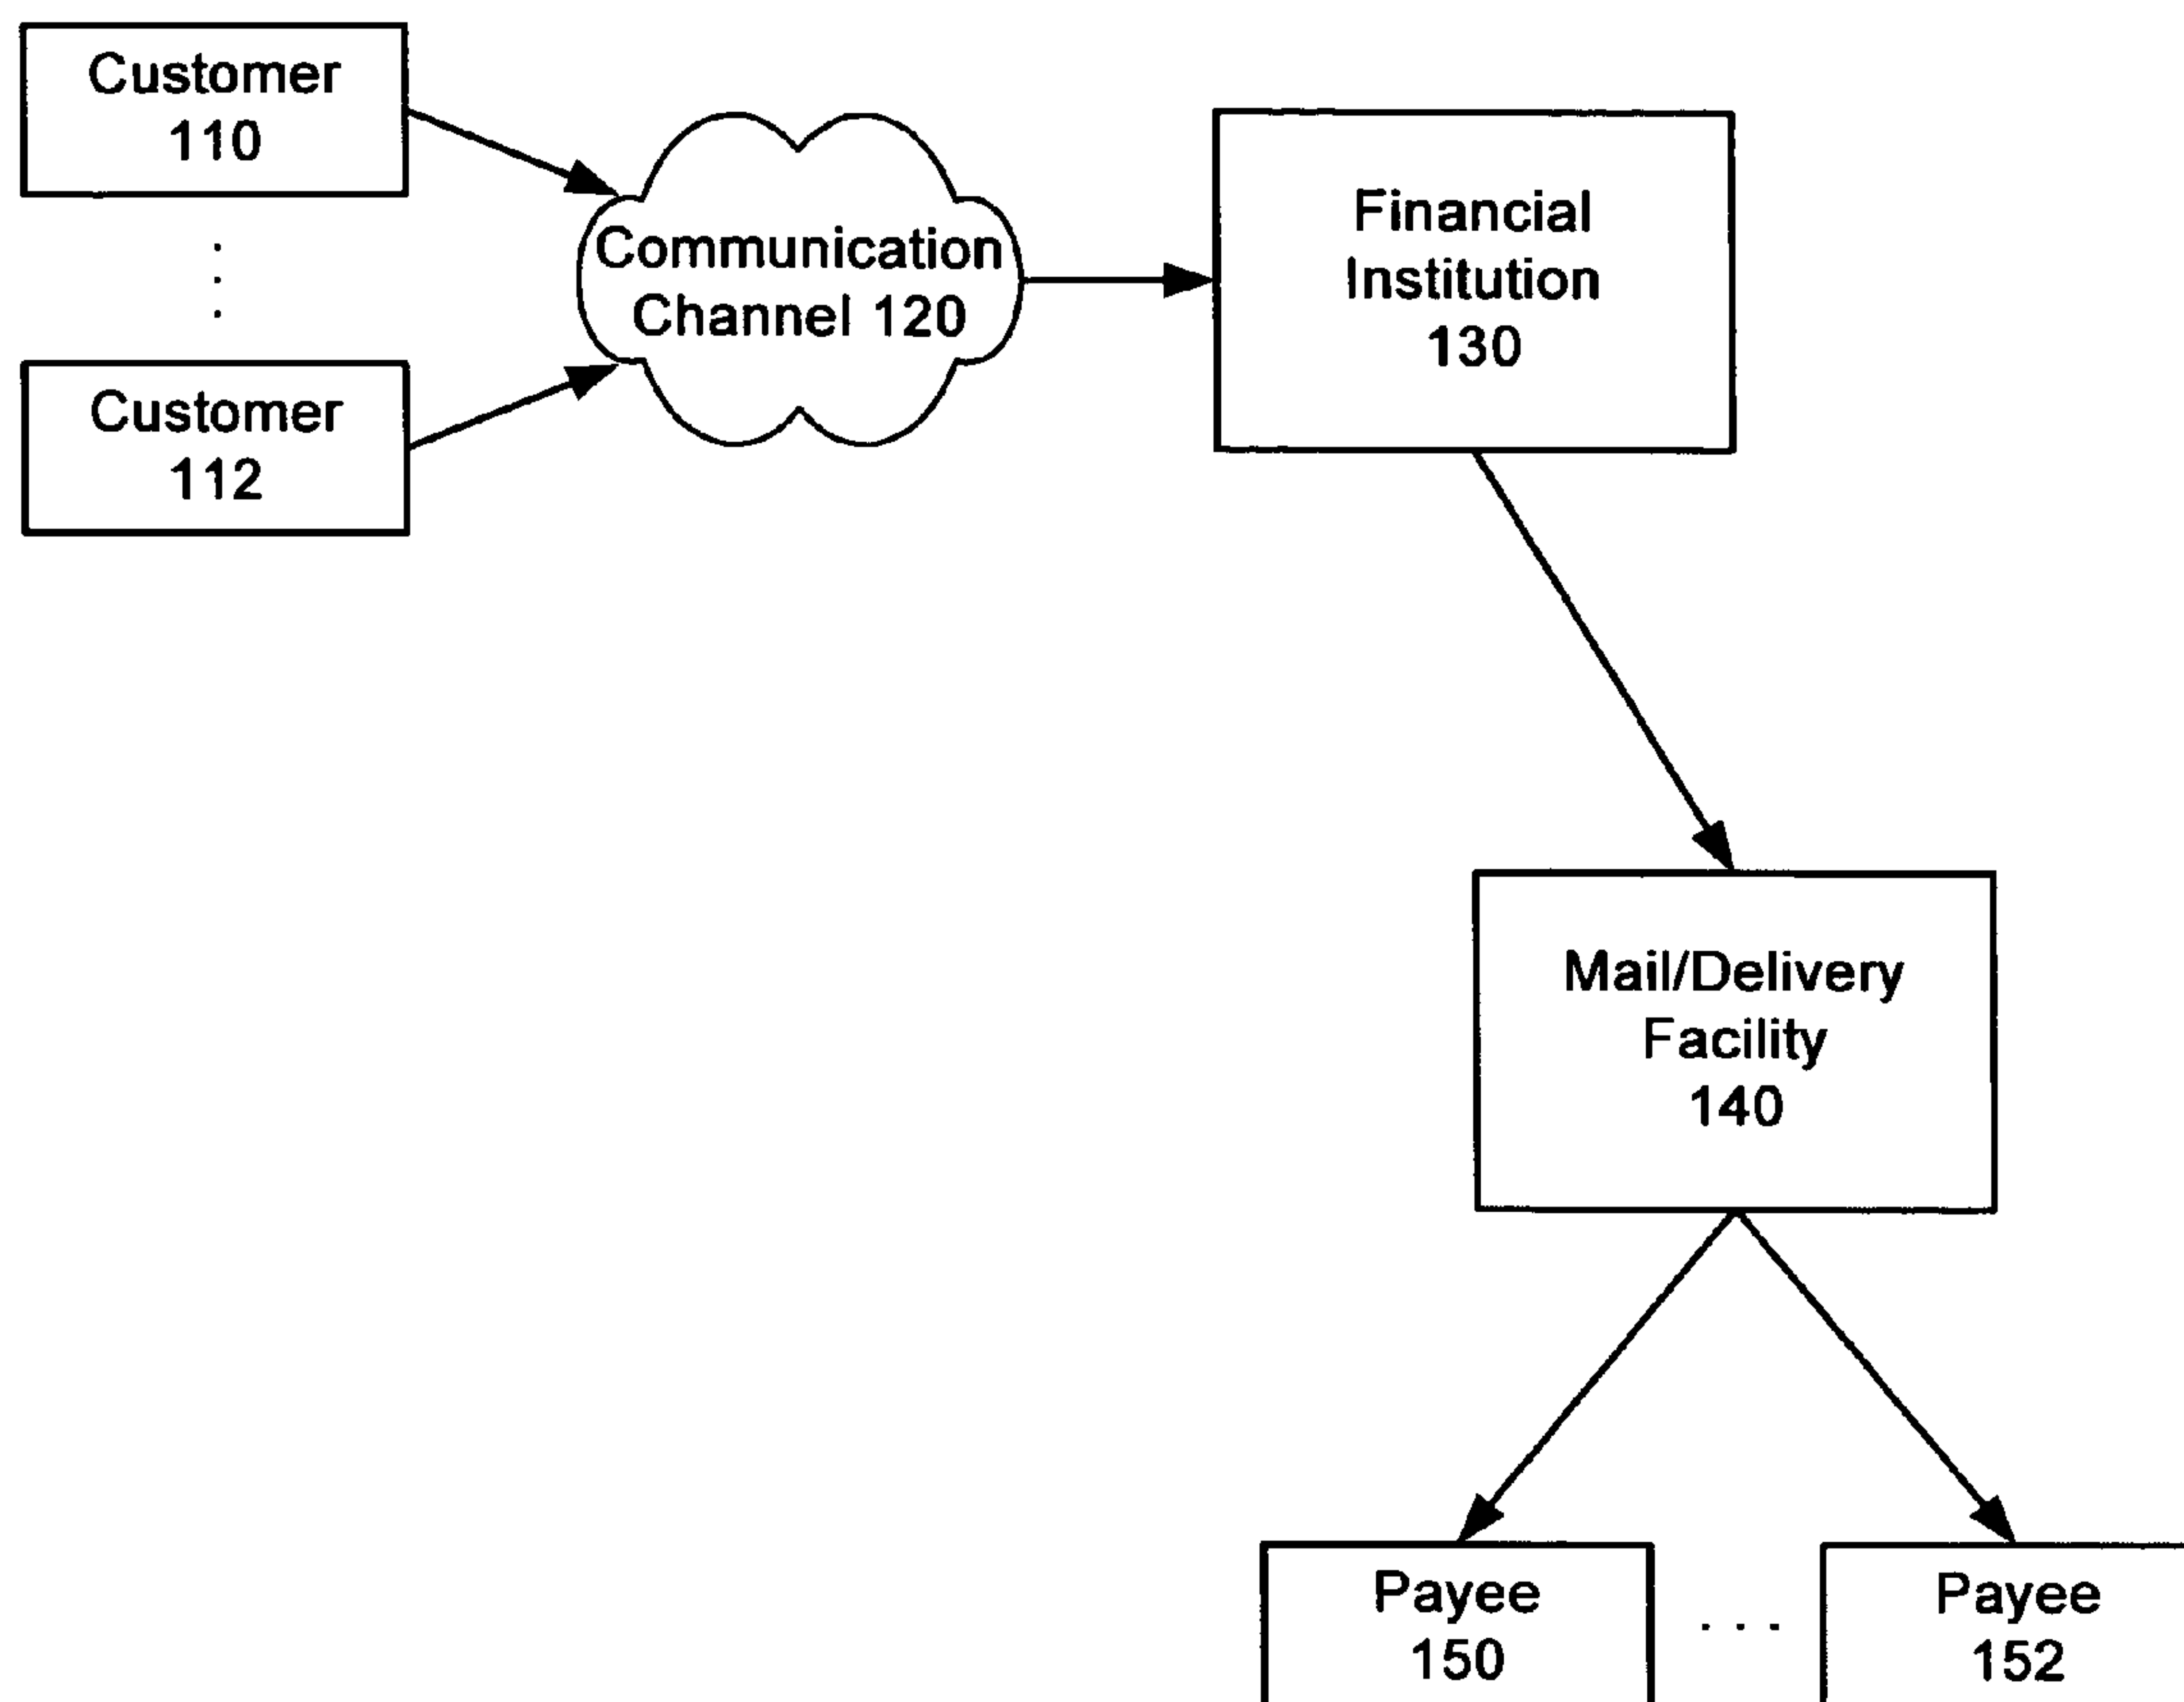 Customer
110
Customer
112
Communication
Channel 120
Financial
Institution
130
Mail/Delivery
Facility
140
Payee
150
. . .
Payee
152